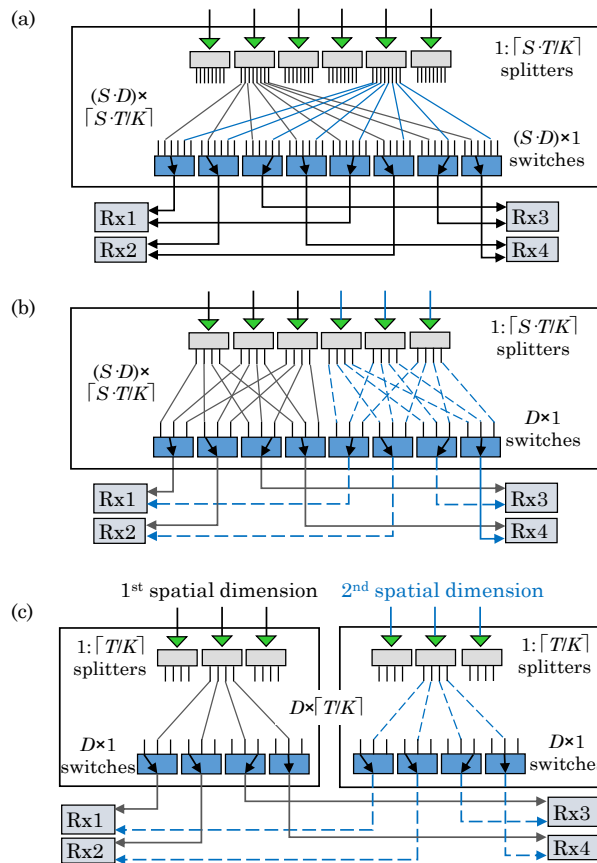 (a)
1:⌈S·T/K⌉
splitters
(S·D)×
⌈S·T/K⌉
(S·D)×1
switches
Rx1
Rx2
Rx3
Rx4
(b)
1:⌈S·T/K⌉
splitters
(S·D)×
⌈S·T/K⌉
D×1
switches
Rx1
Rx2
Rx3
Rx4
1st spatial dimension
2nd spatial dimension
(c)
1:⌈T/K⌉
splitters
1:⌈T/K⌉
splitters
D×⌈T/K⌉
D×1
switches
D×1
switches
Rx1
Rx2
Rx3
Rx4